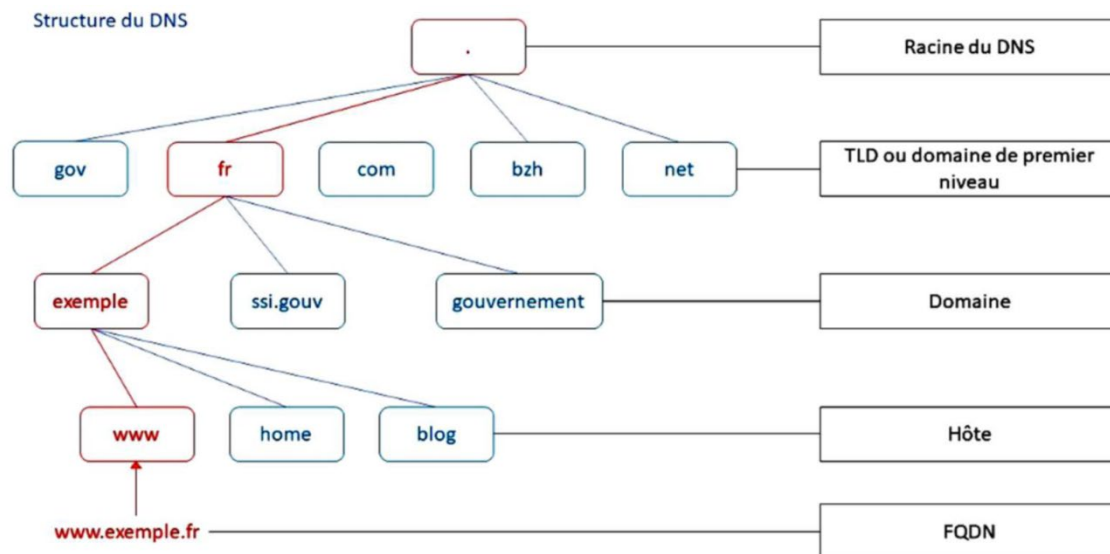 Structure du DNS
.
Racine du DNS
gov
fr
com
bzh
net
TLD ou domaine de premier
niveau
exemple
ssi.gouv
gouvernement
Domaine
www
home
blog
Hôte
www.exemple.fr
FQDN